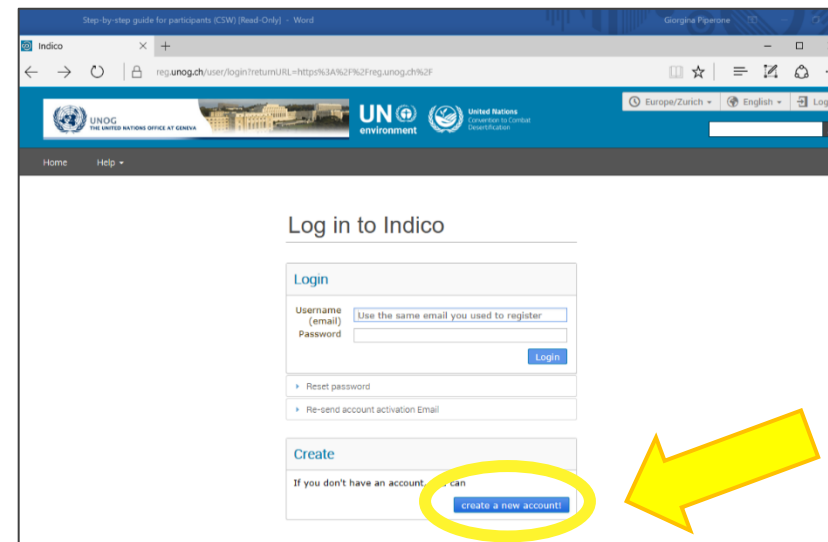 Step-by-step guide for participants (CSW) [Read-Only] - Word
Giorgina Piperone
Indico
reg.unog.ch/user/login?returnURL=https%3A%2F%2Freg.unog.ch%2F
UNOG
THE UNITED NATIONS OFFICE AT GENEVA
UN
environment
United Nations
Convention to Combat
Desertification
Europe/Zurich
English
Log
Home Help
Log in to Indico
Login
Username
(email)
Use the same email you used to register
Password
Login
Reset password
Re-send account activation Email
Create
If you don't have an account, can
create a new account!